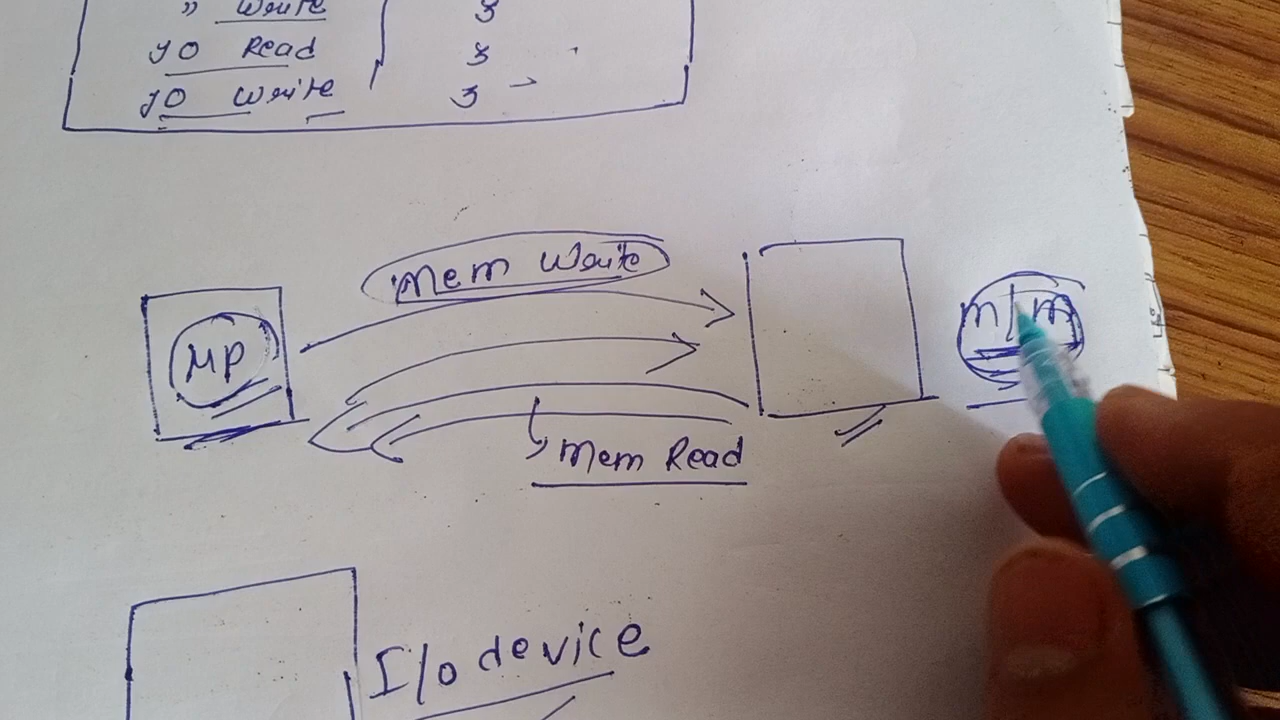 " Write 3
IO Read 3
IO Write 3
Mem Write
μP
m/m
Mem Read
I/o device